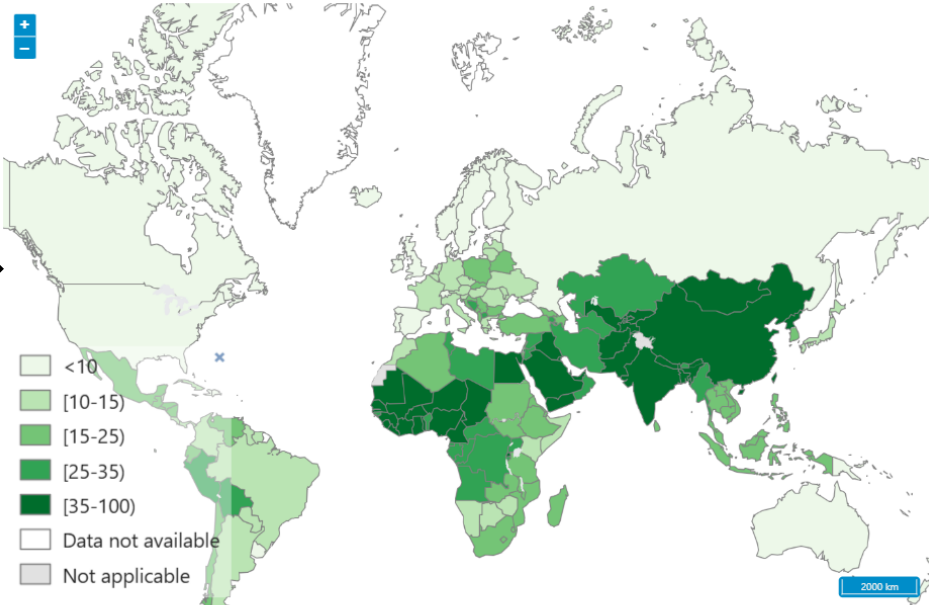 +
−
<10
[10-15)
[15-25)
[25-35)
[35-100)
Data not available
Not applicable
2000 km